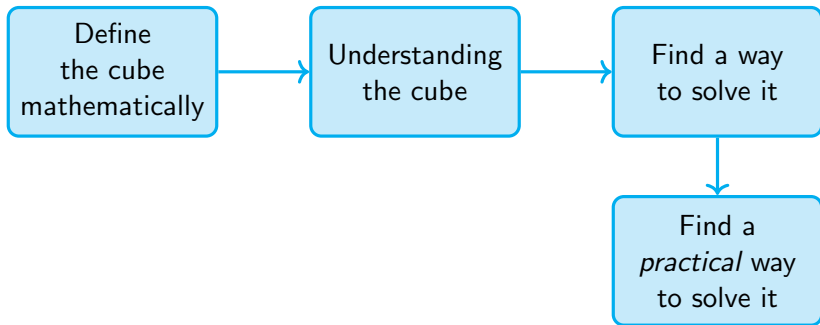 Define
the cube
mathematically
Understanding
the cube
Find a way
to solve it
Find a
practical way
to solve it